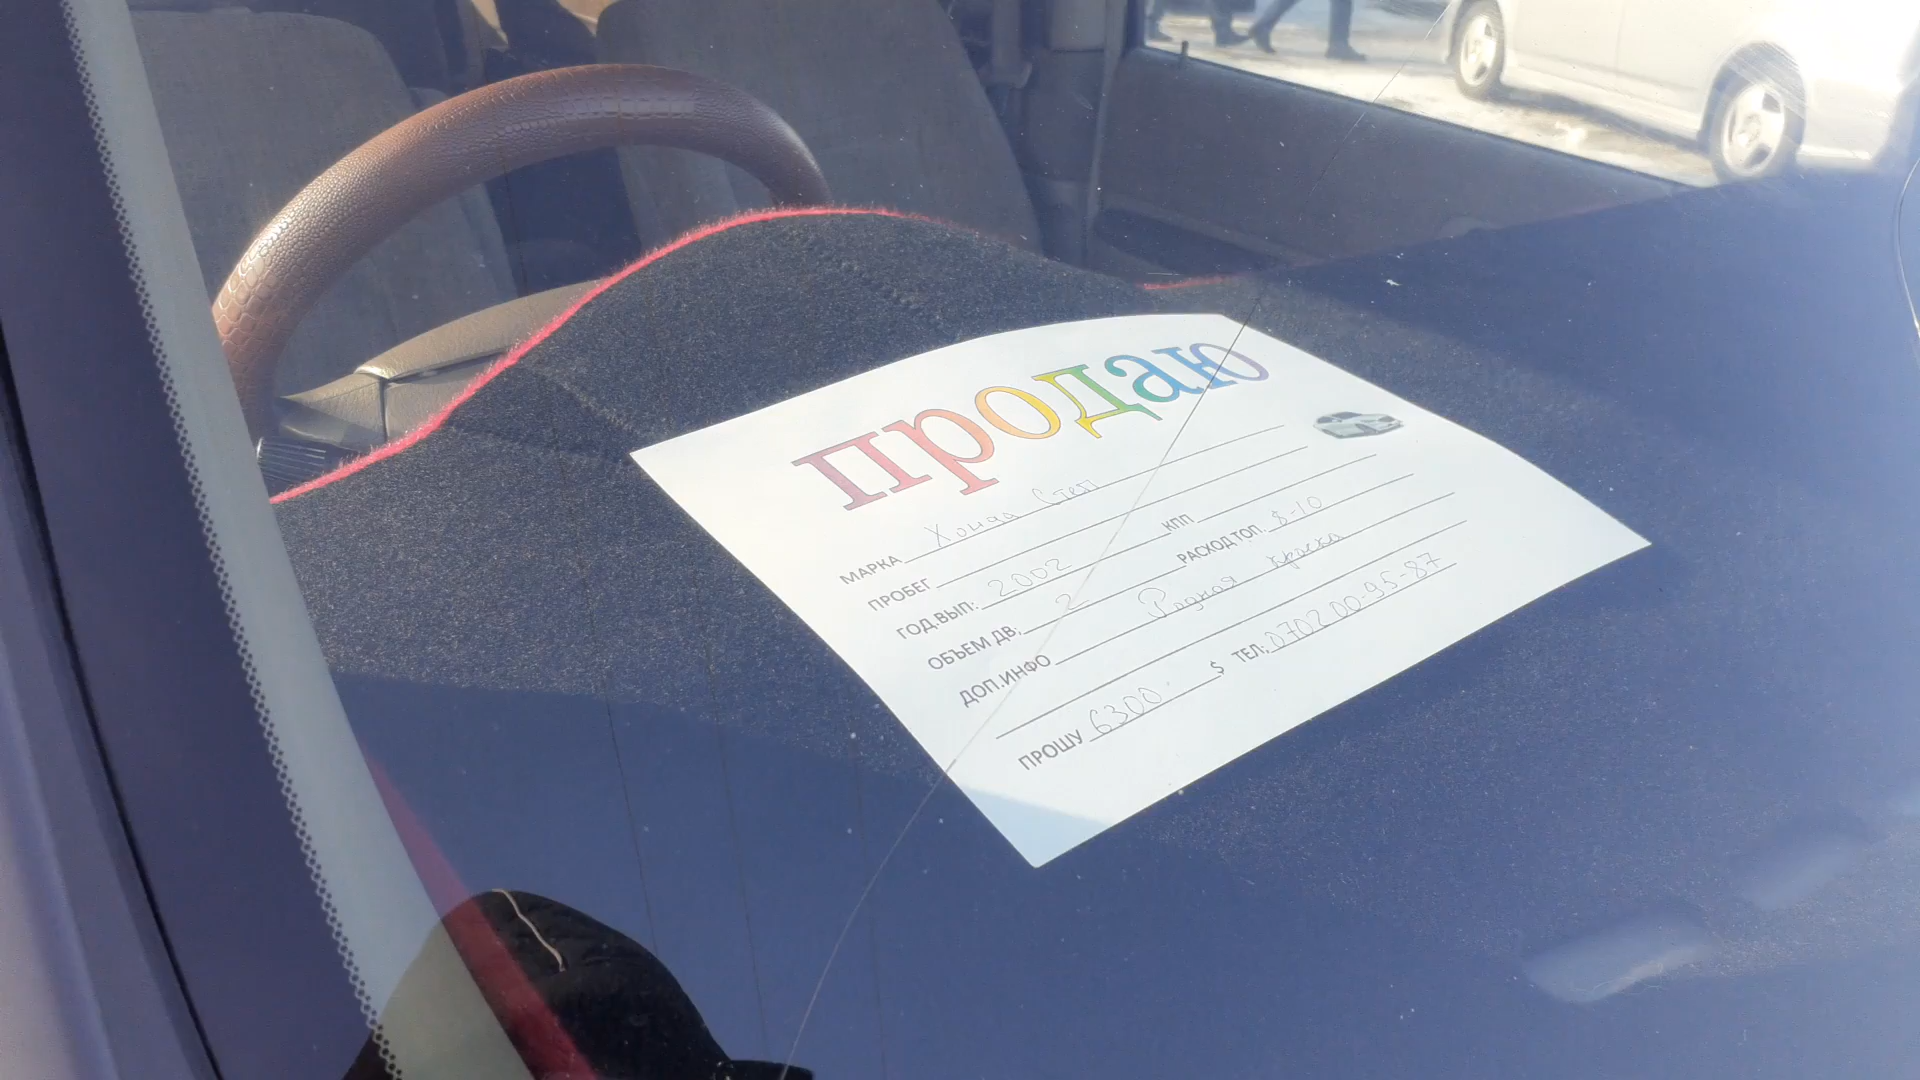 продаю
МАРКА Хонда Степ
ПРОБЕГ
ГОД.ВЫП: 2002 КПП
ОБЪЕМ ДВ: 2 РАСХОД ТОП. 8-10
ДОП.ИНФО Родная краска
ПРОШУ 6300 $ ТЕЛ: 0702 00-95-87